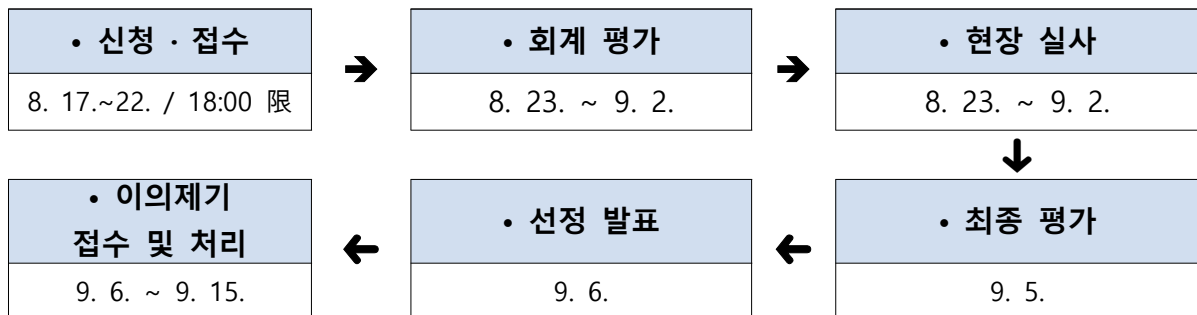 • 신청 · 접수
8. 17.~22. / 18:00 限
• 회계 평가
8. 23. ~ 9. 2.
• 현장 실사
8. 23. ~ 9. 2.
• 최종 평가
9. 5.
• 선정 발표
9. 6.
• 이의제기
접수 및 처리
9. 6. ~ 9. 15.